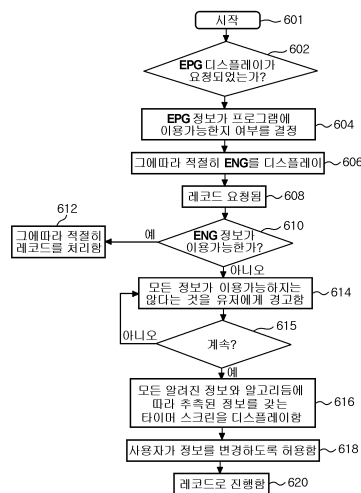 시작
601
602
EPG 디스플레이가
요청되었는가?
EPG 정보가 프로그램에
이용가능한지 여부를 결정
604
그에따라 적절히 ENG를 디스플레이
606
레코드 요청됨
608
612
610
그에따라 적절히
레코드를 처리함
예
ENG 정보가
이용가능한가?
아니오
모든 정보가 이용가능하지는
않다는 것을 유저에게 경고함
614
615
아니오
계속?
예
모든 알려진 정보와 알고리듬에
따라 추측된 정보를 갖는
타이머 스크린을 디스플레이함
616
사용자가 정보를 변경하도록 허용함
618
레코드로 진행함
620